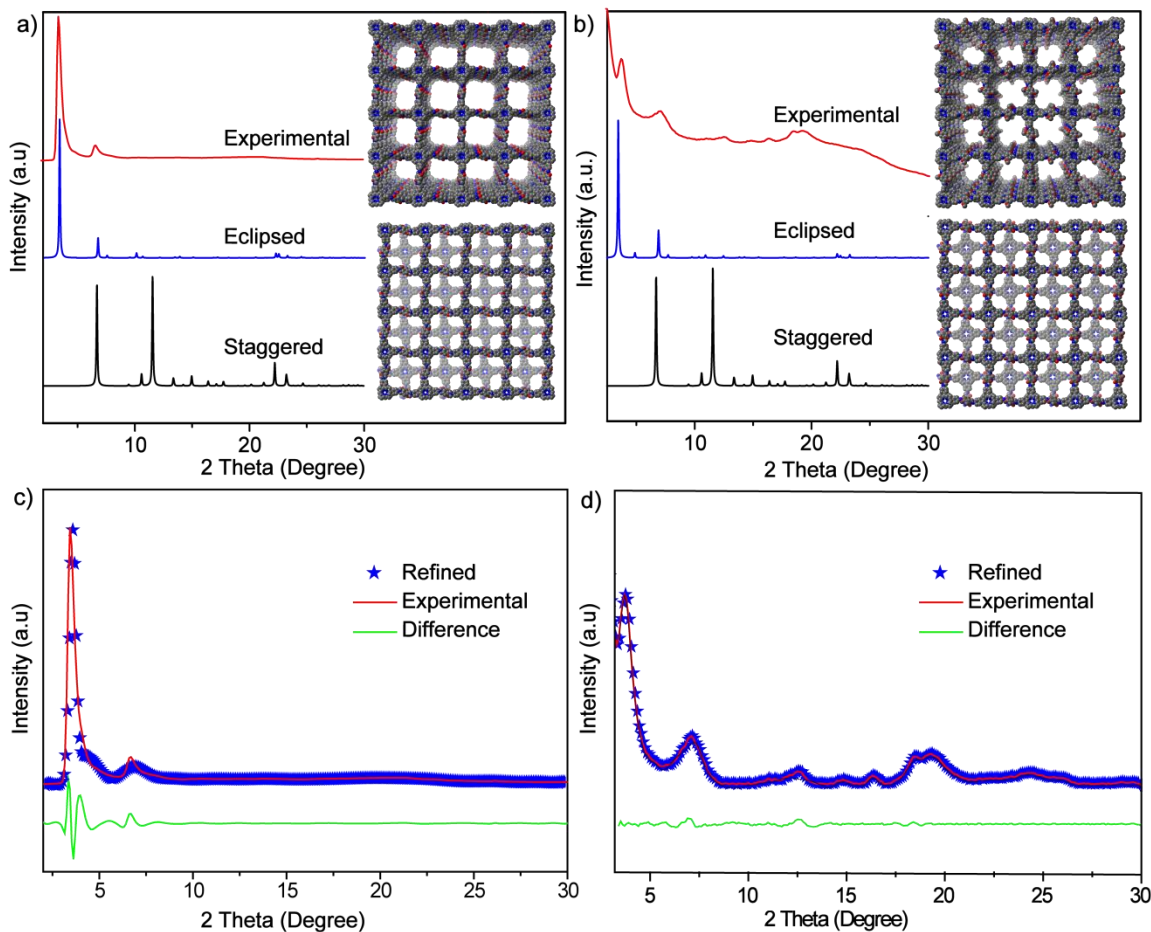 a)
Intensity (a.u)
Experimental
Eclipsed
Staggered
10
20
30
2 Theta (Degree)
b)
Intensity (a.u.)
Experimental
Eclipsed
Staggered
10
20
30
2 Theta (Degree)
c)
Intensity (a.u)
Refined
Experimental
Difference
5
10
15
20
25
30
2 Theta (Degree)
d)
Intensity (a.u)
Refined
Experimental
Difference
5
10
15
20
25
30
2 Theta (Degree)